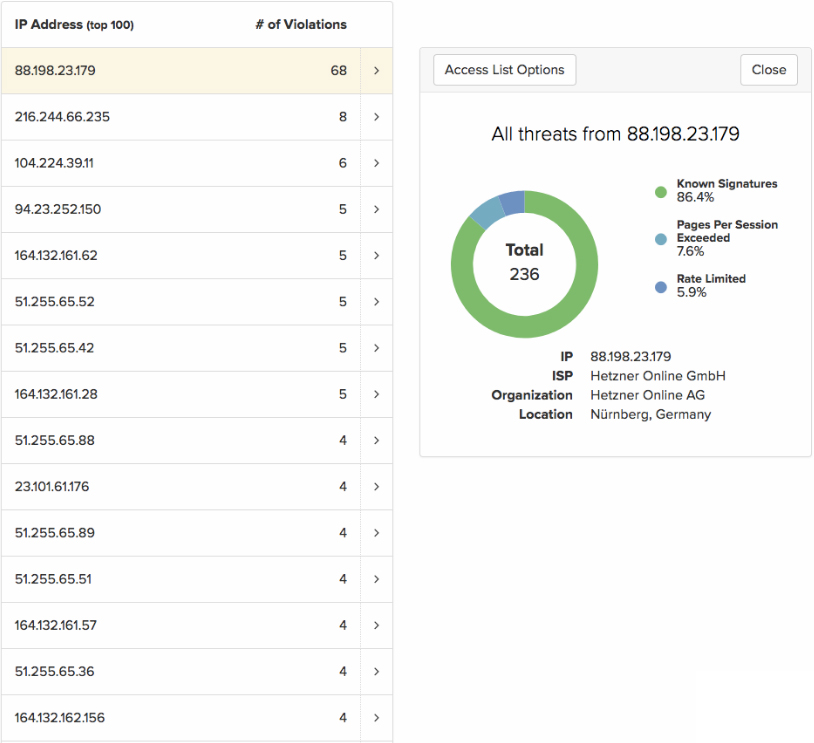 IP Address (top 100) # of Violations
88.198.23.179 68
216.244.66.235 8
104.224.39.11 6
94.23.252.150 5
164.132.161.62 5
51.255.65.52 5
51.255.65.42 5
164.132.161.28 5
51.255.65.88 4
23.101.61.176 4
51.255.65.89 4
51.255.65.51 4
164.132.161.57 4
51.255.65.36 4
164.132.162.156 4
Access List Options Close
All threats from 88.198.23.179
Total
236
Known Signatures
86.4%
Pages Per Session
Exceeded
7.6%
Rate Limited
5.9%
IP 88.198.23.179
ISP Hetzner Online GmbH
Organization Hetzner Online AG
Location Nürnberg, Germany